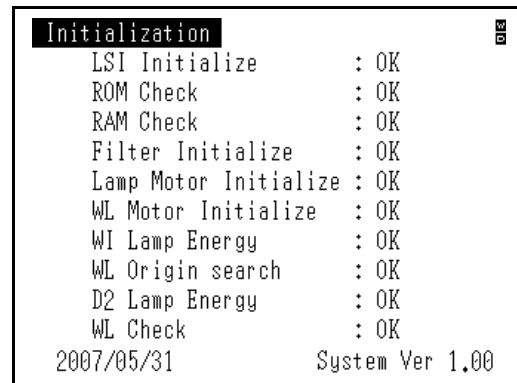 Initialization W D
LSI Initialize : OK
ROM Check : OK
RAM Check : OK
Filter Initialize : OK
Lamp Motor Initialize : OK
WL Motor Initialize : OK
WI Lamp Energy : OK
WL Origin search : OK
D2 Lamp Energy : OK
WL Check : OK
2007/05/31 System Ver 1.00